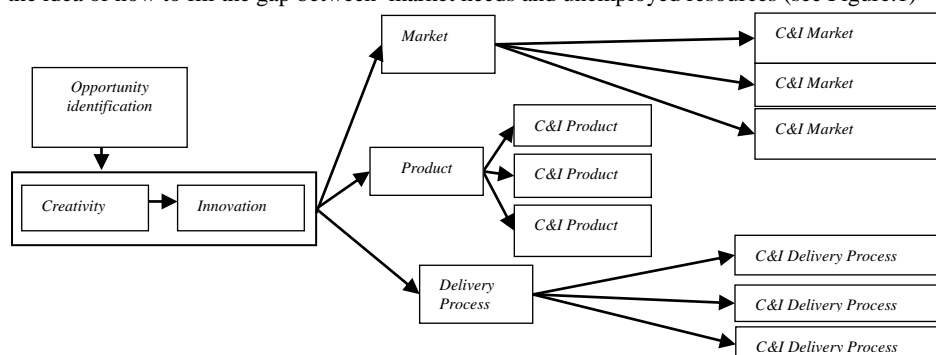 the idea of how to fill the gap between market needs and unemployed resources (see Figure.1)
Market
C&I Market
C&I Market
C&I Market
Opportunity
identification
Creativity
Innovation
Product
C&I Product
C&I Product
C&I Product
Delivery
Process
C&I Delivery Process
C&I Delivery Process
C&I Delivery Process